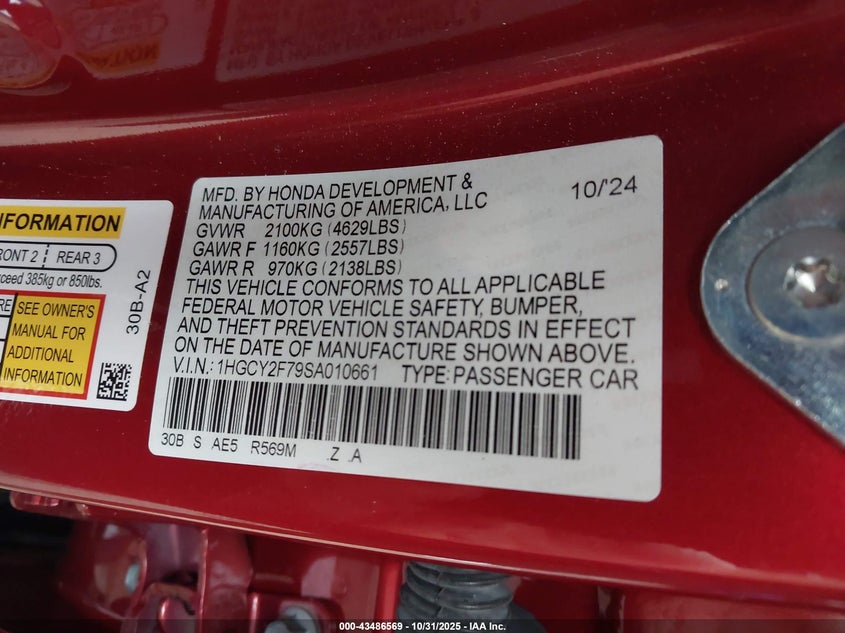 INFORMATION
FRONT 2 REAR 3
exceed 385kg or 850lbs.
SEE OWNER'S
MANUAL FOR
ADDITIONAL
INFORMATION
30B-A2
MFD. BY HONDA DEVELOPMENT & 10/'24
MANUFACTURING OF AMERICA, LLC
GVWR 2100KG (4629LBS)
GAWR F 1160KG (2557LBS)
GAWR R 970KG (2138LBS)
THIS VEHICLE CONFORMS TO ALL APPLICABLE
FEDERAL MOTOR VEHICLE SAFETY, BUMPER,
AND THEFT PREVENTION STANDARDS IN EFFECT
ON THE DATE OF MANUFACTURE SHOWN ABOVE.
V.I.N.: 1HGCY2F79SA010661 TYPE: PASSENGER CAR
30B S AE5 R569M .Z .A
000-43486569 - 10/31/2025 - IAA Inc.